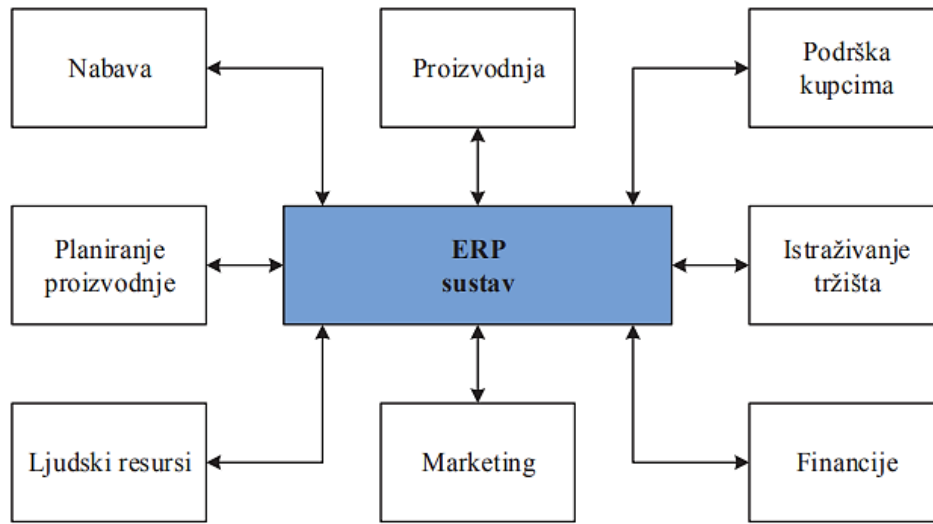 Nabava
Proizvodnja
Podrška
kupcima
Planiranje
proizvodnje
ERP
sustav
Istraživanje
tržišta
Ljudski resursi
Marketing
Financije